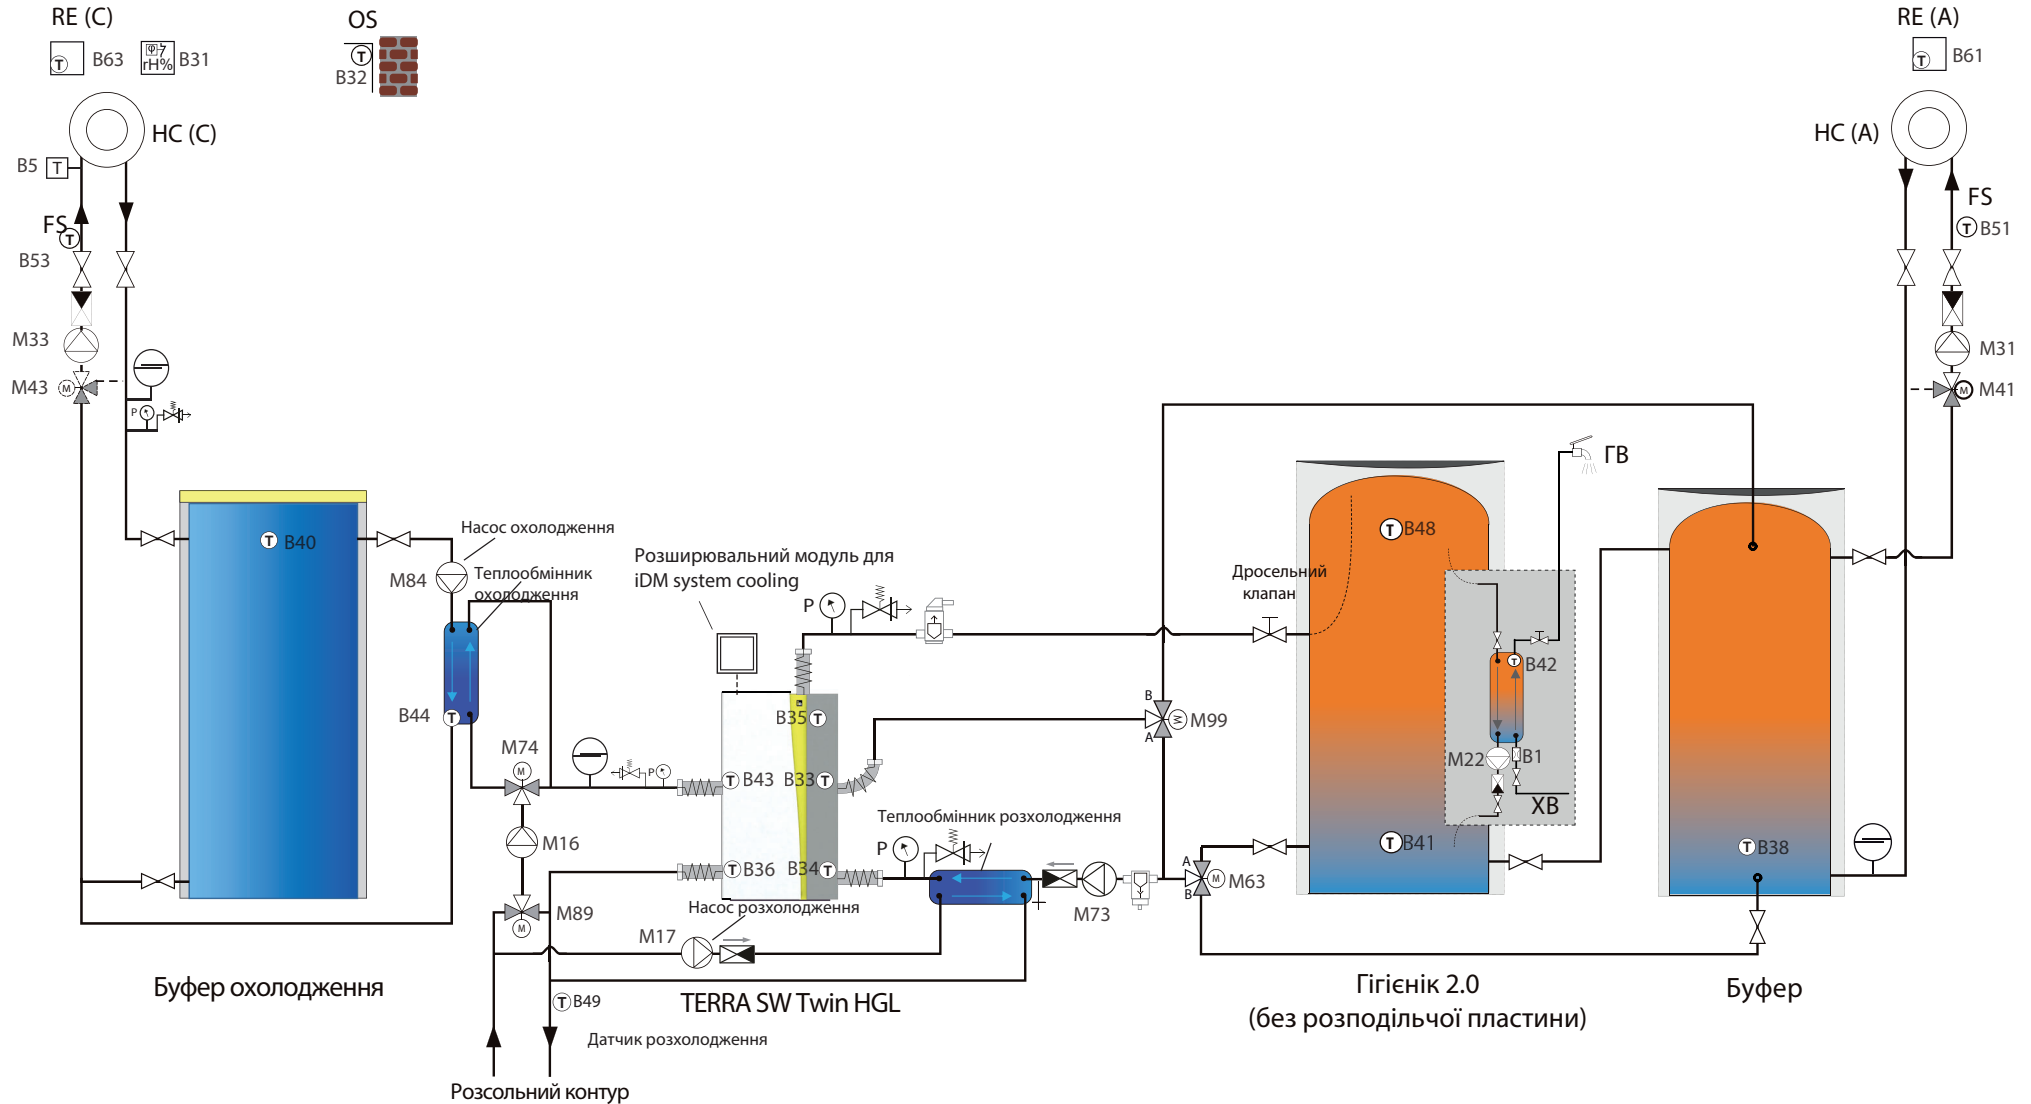 RE (C)
OS
RE (A)
B63
rH%
B31
T
B32
T
B61
T
HC (C)
HC (A)
B5
T
FS
T
FS
T
B51
B53
M33
M31
M43
M
M
M41
P
ГВ
B40
T
Насос охолодження
Розширювальний модуль для
iDM system cooling
T
B48
M84
Теплообмінник
охолодження
Дросельний
клапан
P
T
B42
B
M99
A
B44
T
B35
T
M74
M
P
T
B43
B33
T
M22
B1
ХВ
Теплообмінник розхолодження
M16
P
T
B41
T
B38
T
B36
B34
T
A
M
M63
B
M73
M89
M
Насос розхолодження
M17
Буфер охолодження
T
B49
TERRA SW Twin HGL
Гігієнік 2.0
(без розподільчої пластини)
Буфер
Датчик розхолодження
Розсольний контур